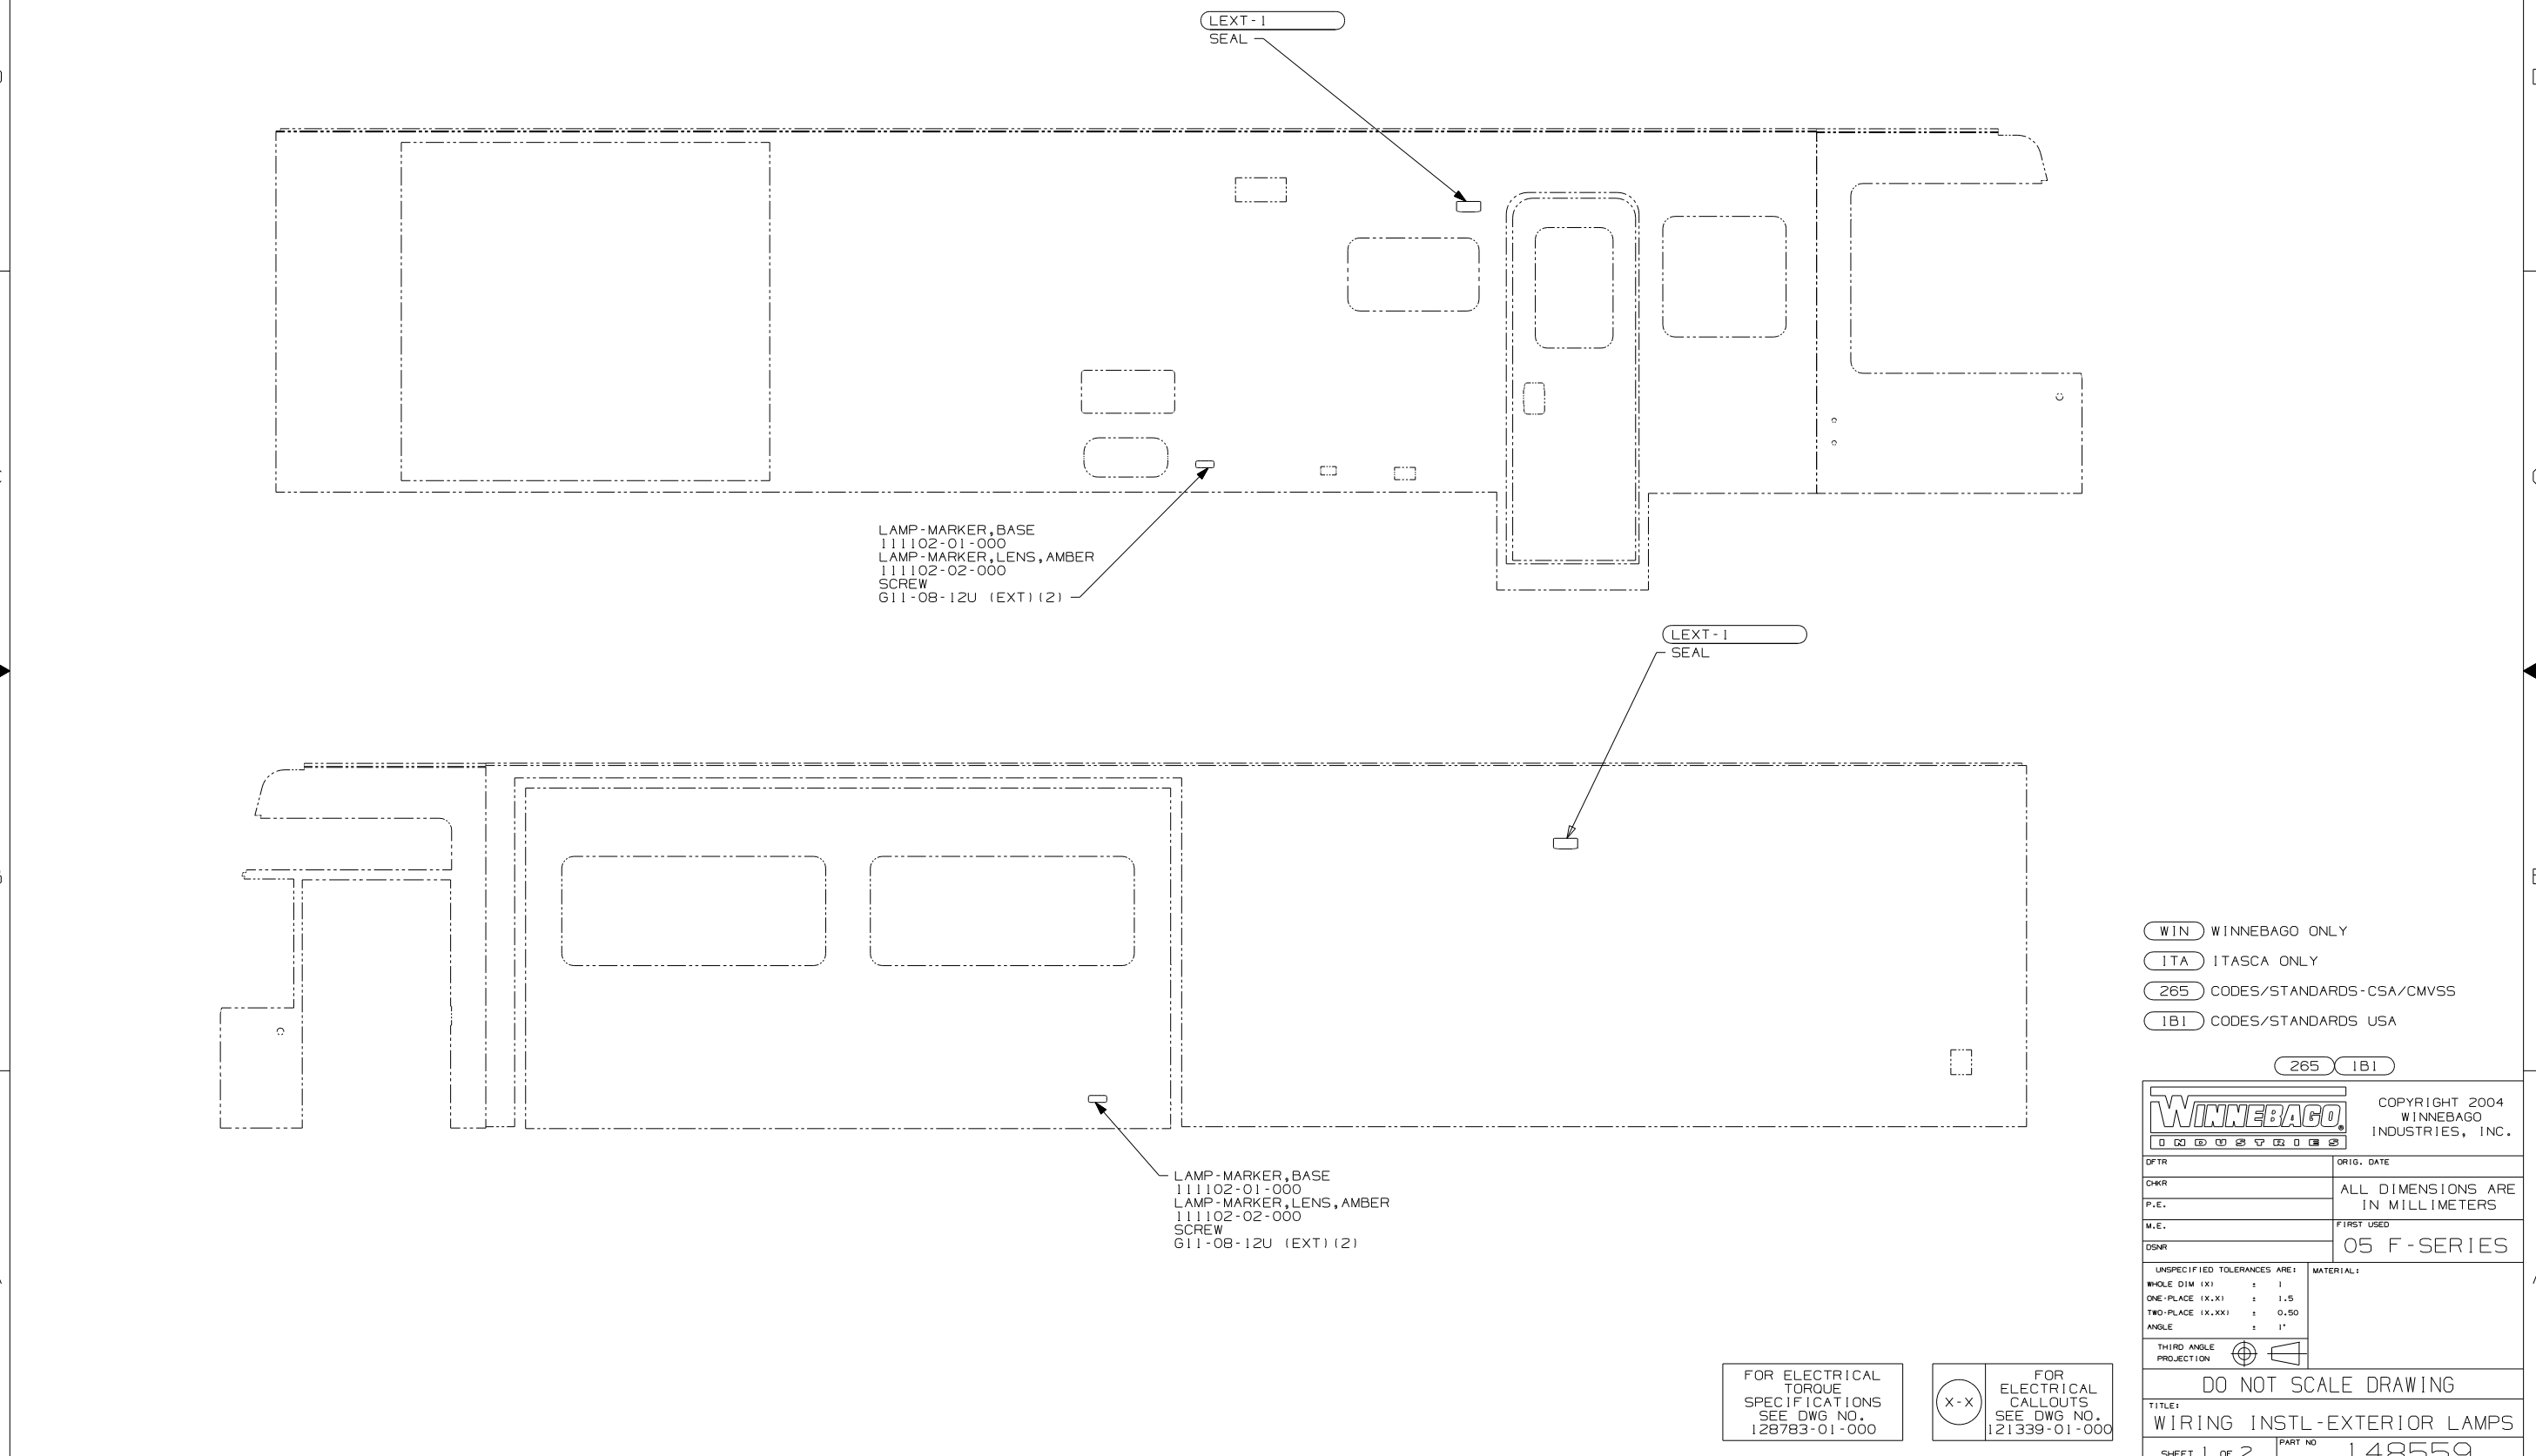 LEXT-1
SEAL
LAMP-MARKER,BASE
111102-01-000
LAMP-MARKER,LENS,AMBER
111102-02-000
SCREW
G11-08-12U (EXT)(2)
LEXT-1
SEAL
LAMP-MARKER,BASE
111102-01-000
LAMP-MARKER,LENS,AMBER
111102-02-000
SCREW
G11-08-12U (EXT)(2)
WIN WINNEBAGO ONLY
ITA ITASCA ONLY
265 CODES/STANDARDS-CSA/CMVSS
1B1 CODES/STANDARDS USA
265 1B1
WINNEBAGO®
INDUSTRIES
COPYRIGHT 2004
WINNEBAGO
INDUSTRIES, INC.
DFTR
ORIG. DATE
CHKR
ALL DIMENSIONS ARE
IN MILLIMETERS
P.E.
M.E.
FIRST USED
05 F-SERIES
DSNR
UNSPECIFIED TOLERANCES ARE:
MATERIAL:
WHOLE DIM (X) ± 1
ONE-PLACE (X.X) ± 1.5
TWO-PLACE (X.XX) ± 0.50
ANGLE ± 1°
THIRD ANGLE
PROJECTION
DO NOT SCALE DRAWING
TITLE:
WIRING INSTL-EXTERIOR LAMPS
SHEET 1 OF 2
PART NO
148559
FOR ELECTRICAL
TORQUE
SPECIFICATIONS
SEE DWG NO.
128783-01-000
X-X
FOR
ELECTRICAL
CALLOUTS
SEE DWG NO.
121339-01-000